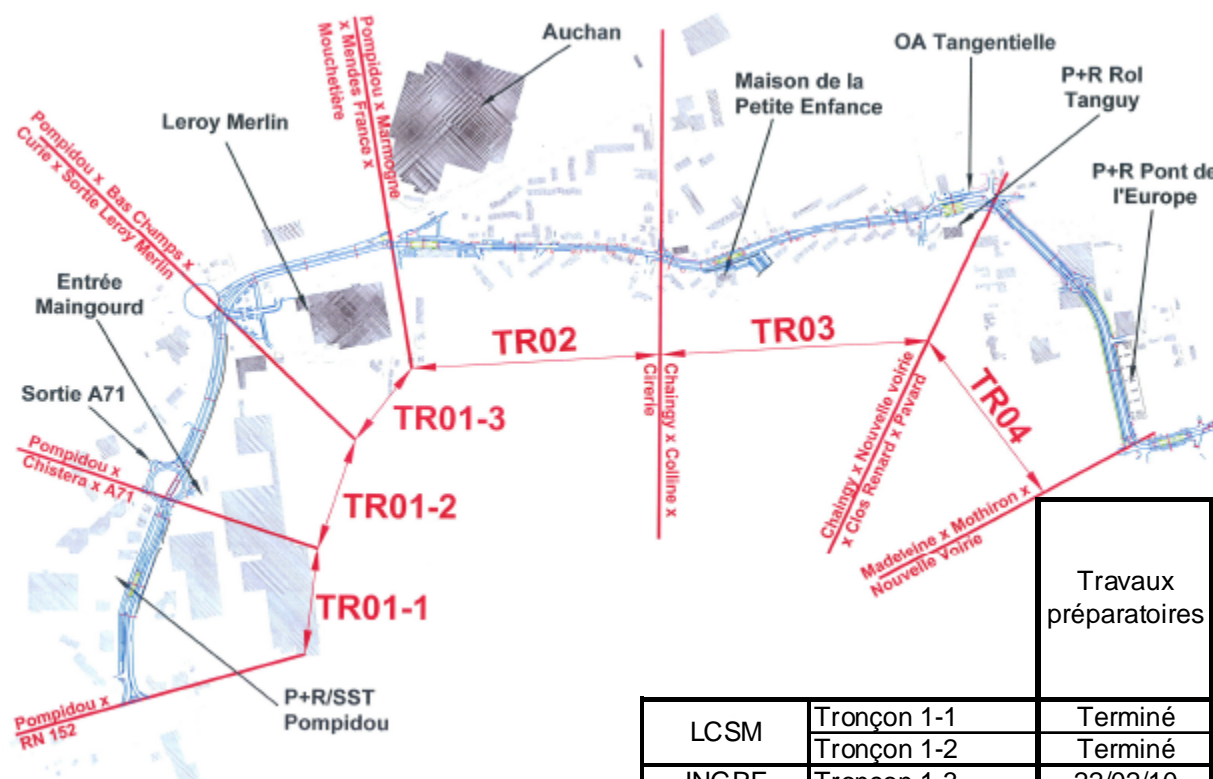 Auchan
OA Tangentielle
P+R Rol
Tanguy
Maison de la
Petite Enfance
Leroy Merlin
Pompidou x Marmogne
x Mendes France x
Mouchetière
P+R Pont de
l'Europe
Pompidou x Bas Champs x
Curie x Sortie Leroy Merlin
Entrée
Maingourd
Sortie A71
Pompidou x
Chistera x A71
TR02
TR03
TR01-3
TR04
TR01-2
TR01-1
Chaingy x Colline x
Cirerie
Chaingy x Nouvelle voirie
x Clos Renard x Pavard
Madeleine x Mothiron x
Nouvelle Voirie
P+R/SST
Pompidou
Pompidou x
RN 152
Travaux
préparatoires
LCSM
Tronçon 1-1
Terminé
Tronçon 1-2
Terminé
Tronçon 1-3